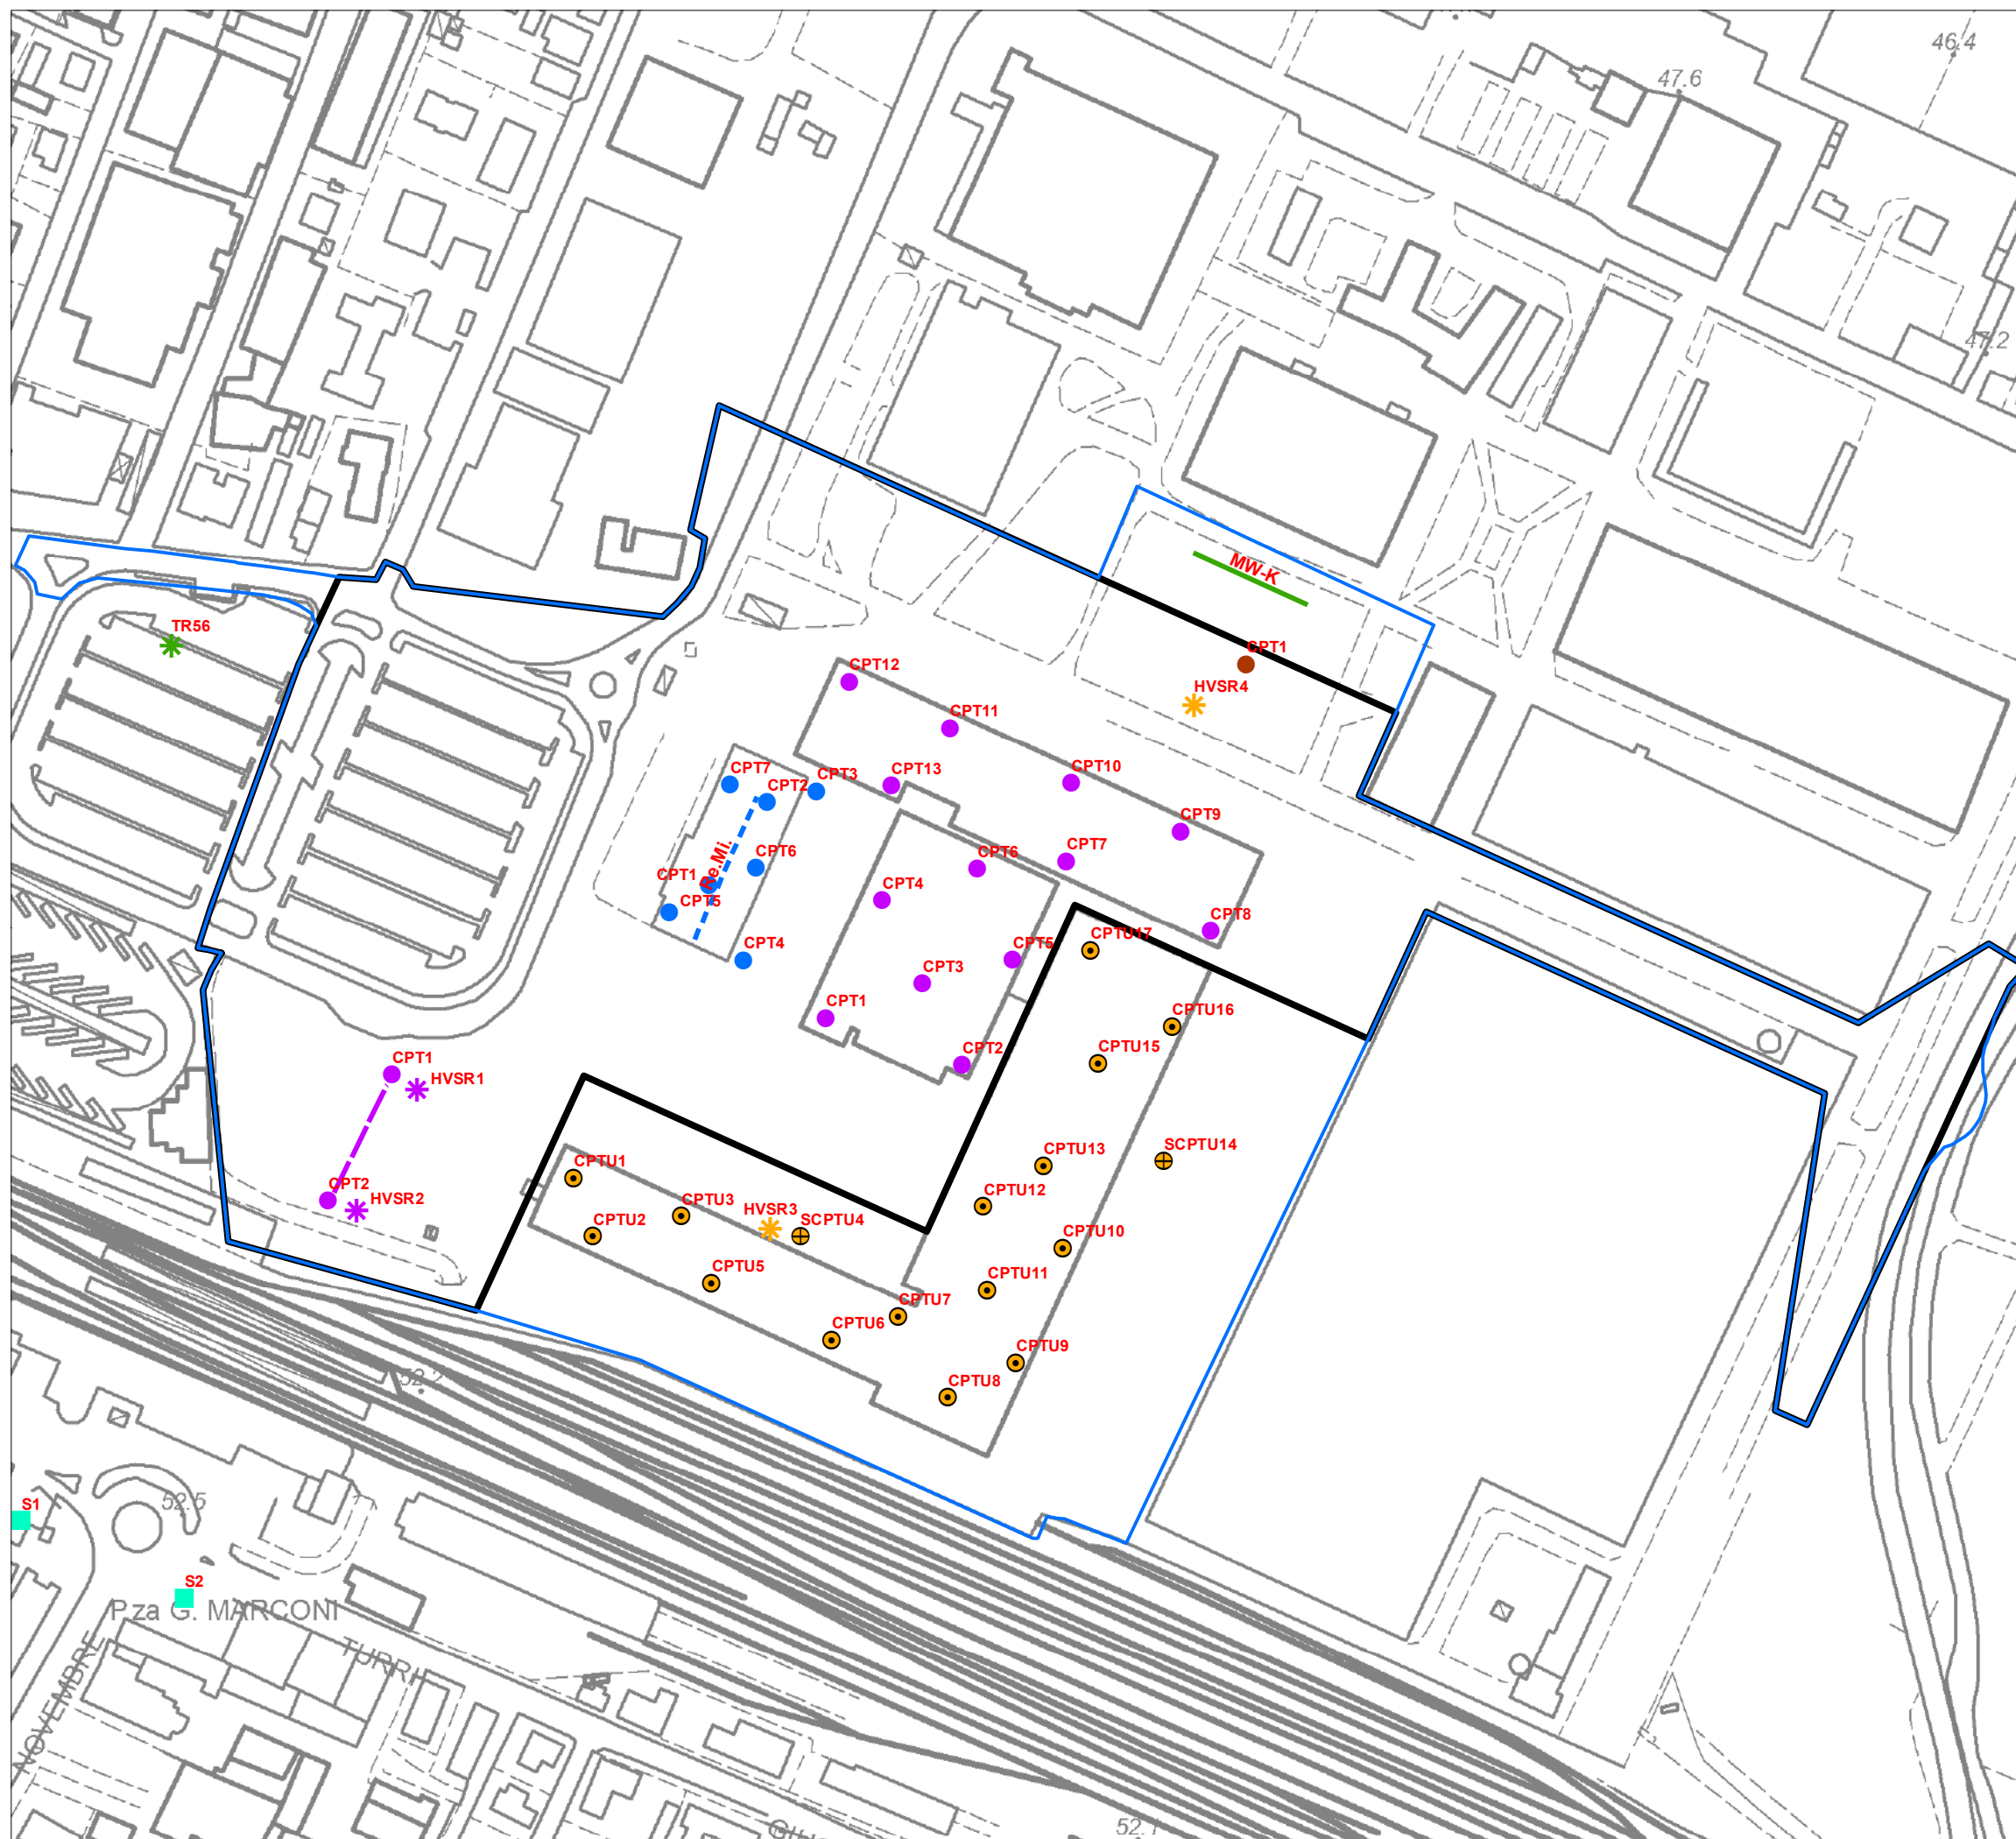 46.4
47.6
47.2
MW-K
TR56
CPT1
CPT12
HVSR4
CPT11
CPT7
CPT2
CPT3
CPT13
CPT10
CPT9
Re.Mi.
CPT6
CPT6
CPT7
CPT1
CPT4
CPT5
CPT8
CPTU17
CPT4
CPT5
CPT3
CPT1
CPTU16
CPT2
CPTU15
CPT1
HVSR1
CPTU13
SCPTU14
CPTU1
CPT2
HVSR2
CPTU3
HVSR3
SCPTU4
CPTU12
CPTU2
CPTU10
CPTU5
CPTU11
CPTU7
CPTU6
CPTU9
52.2
CPTU8
S1
52.5
S2
P.za G. MARCONI
TURRI
NOVEMBRE
52.1